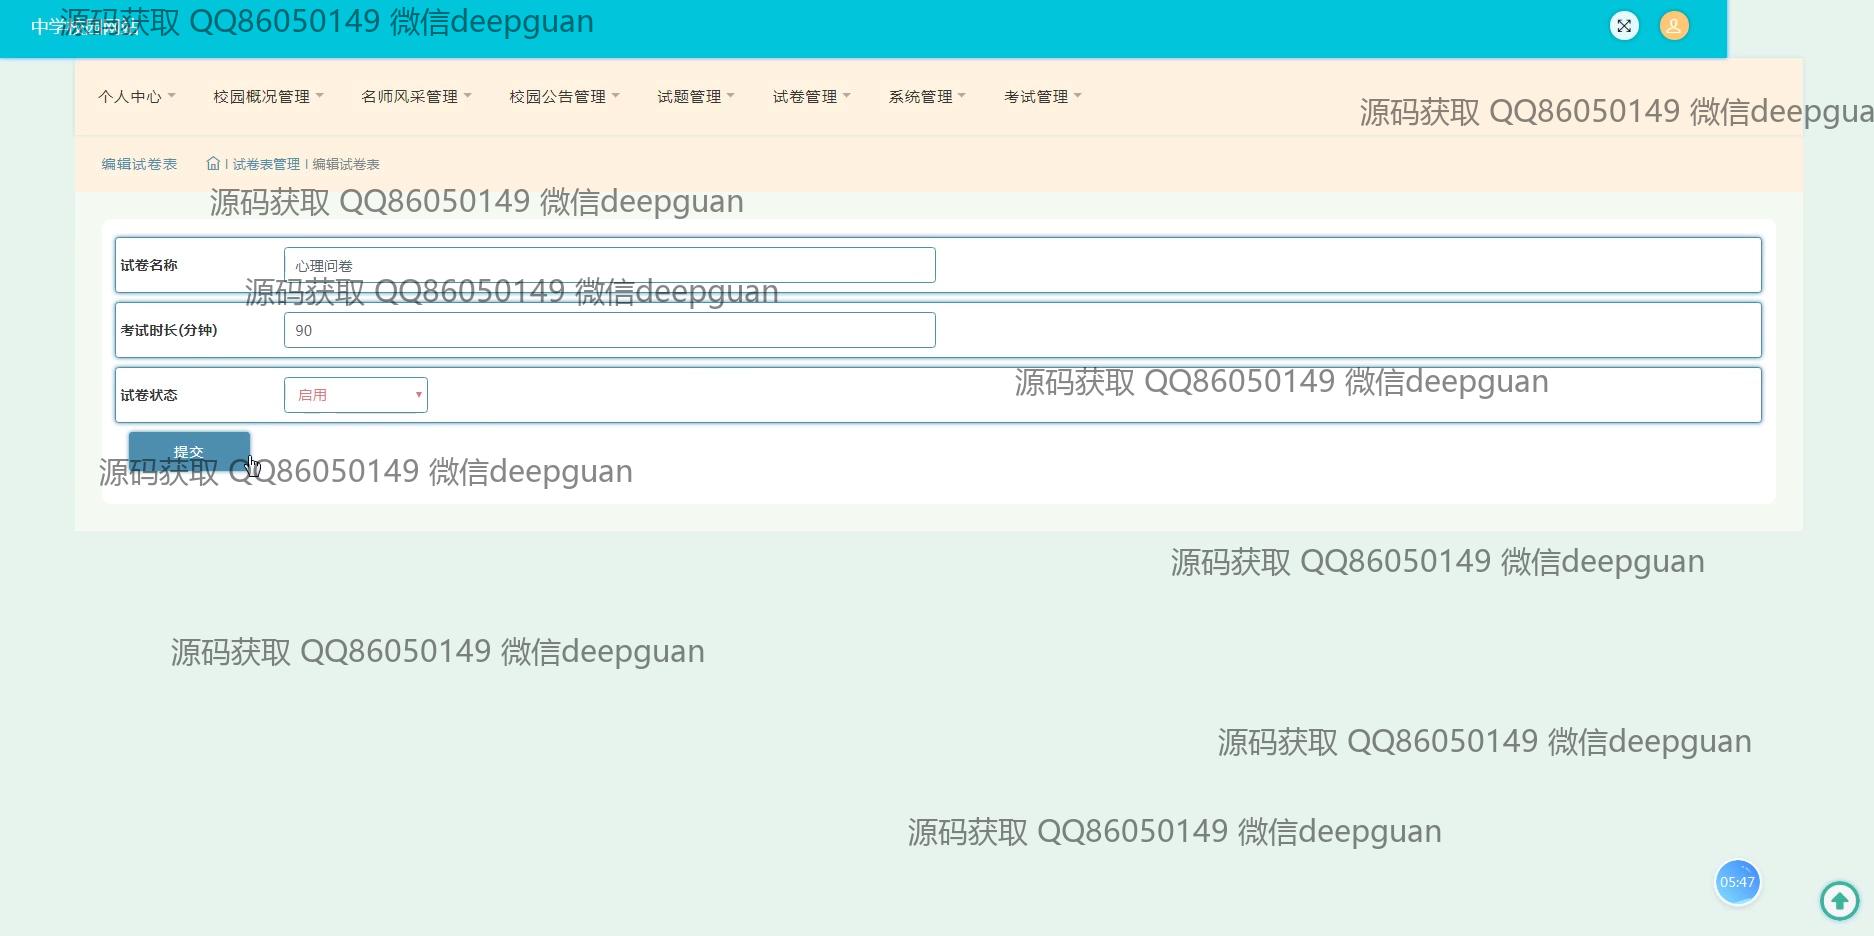 中学校园网站
源码获取 QQ86050149 微信deepguan
个人中心 校园概况管理 名师风采管理 校园公告管理 试题管理 试卷管理 系统管理 考试管理
源码获取 QQ86050149 微信deepgua
编辑试卷表 试卷表管理 编辑试卷表
源码获取 QQ86050149 微信deepguan
试卷名称 心理问卷
源码获取 QQ86050149 微信deepguan
考试时长(分钟) 90
源码获取 QQ86050149 微信deepguan
试卷状态 启用
提交
源码获取 QQ86050149 微信deepguan
源码获取 QQ86050149 微信deepguan
源码获取 QQ86050149 微信deepguan
源码获取 QQ86050149 微信deepguan
源码获取 QQ86050149 微信deepguan
05:47